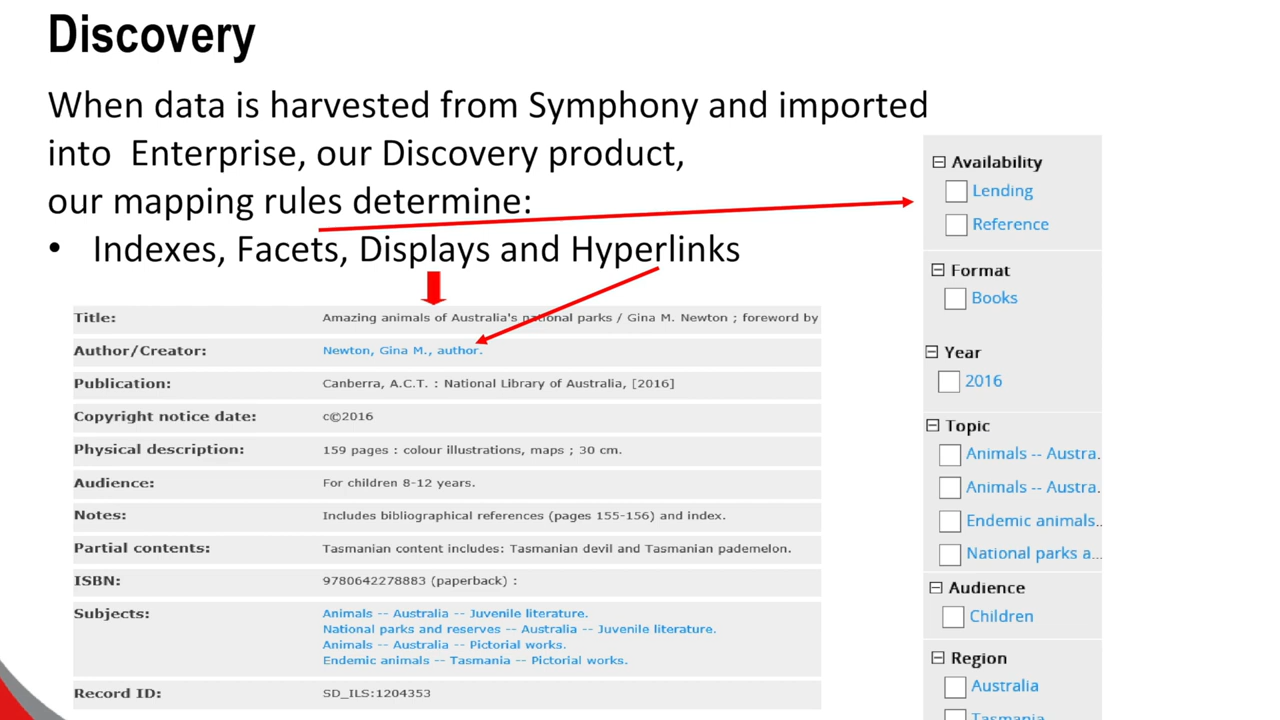 Discovery
When data is harvested from Symphony and imported
into Enterprise, our Discovery product,
our mapping rules determine:
• Indexes, Facets, Displays and Hyperlinks
Title: Amazing animals of Australia's national parks / Gina M. Newton ; foreword by
Author/Creator: Newton, Gina M., author.
Publication: Canberra, A.C.T. : National Library of Australia, [2016]
Copyright notice date: c©2016
Physical description: 159 pages : colour illustrations, maps ; 30 cm.
Audience: For children 8-12 years.
Notes: Includes bibliographical references (pages 155-156) and index.
Partial contents: Tasmanian content includes: Tasmanian devil and Tasmanian pademelon.
ISBN: 9780642278883 (paperback) :
Subjects: Animals -- Australia -- Juvenile literature.
National parks and reserves -- Australia -- Juvenile literature.
Animals -- Australia -- Pictorial works.
Endemic animals -- Tasmania -- Pictorial works.
Record ID: SD_ILS:1204353
Availability
Lending
Reference
Format
Books
Year
2016
Topic
Animals -- Austra.
Animals -- Austra.
Endemic animals..
National parks a...
Audience
Children
Region
Australia
Tasmania